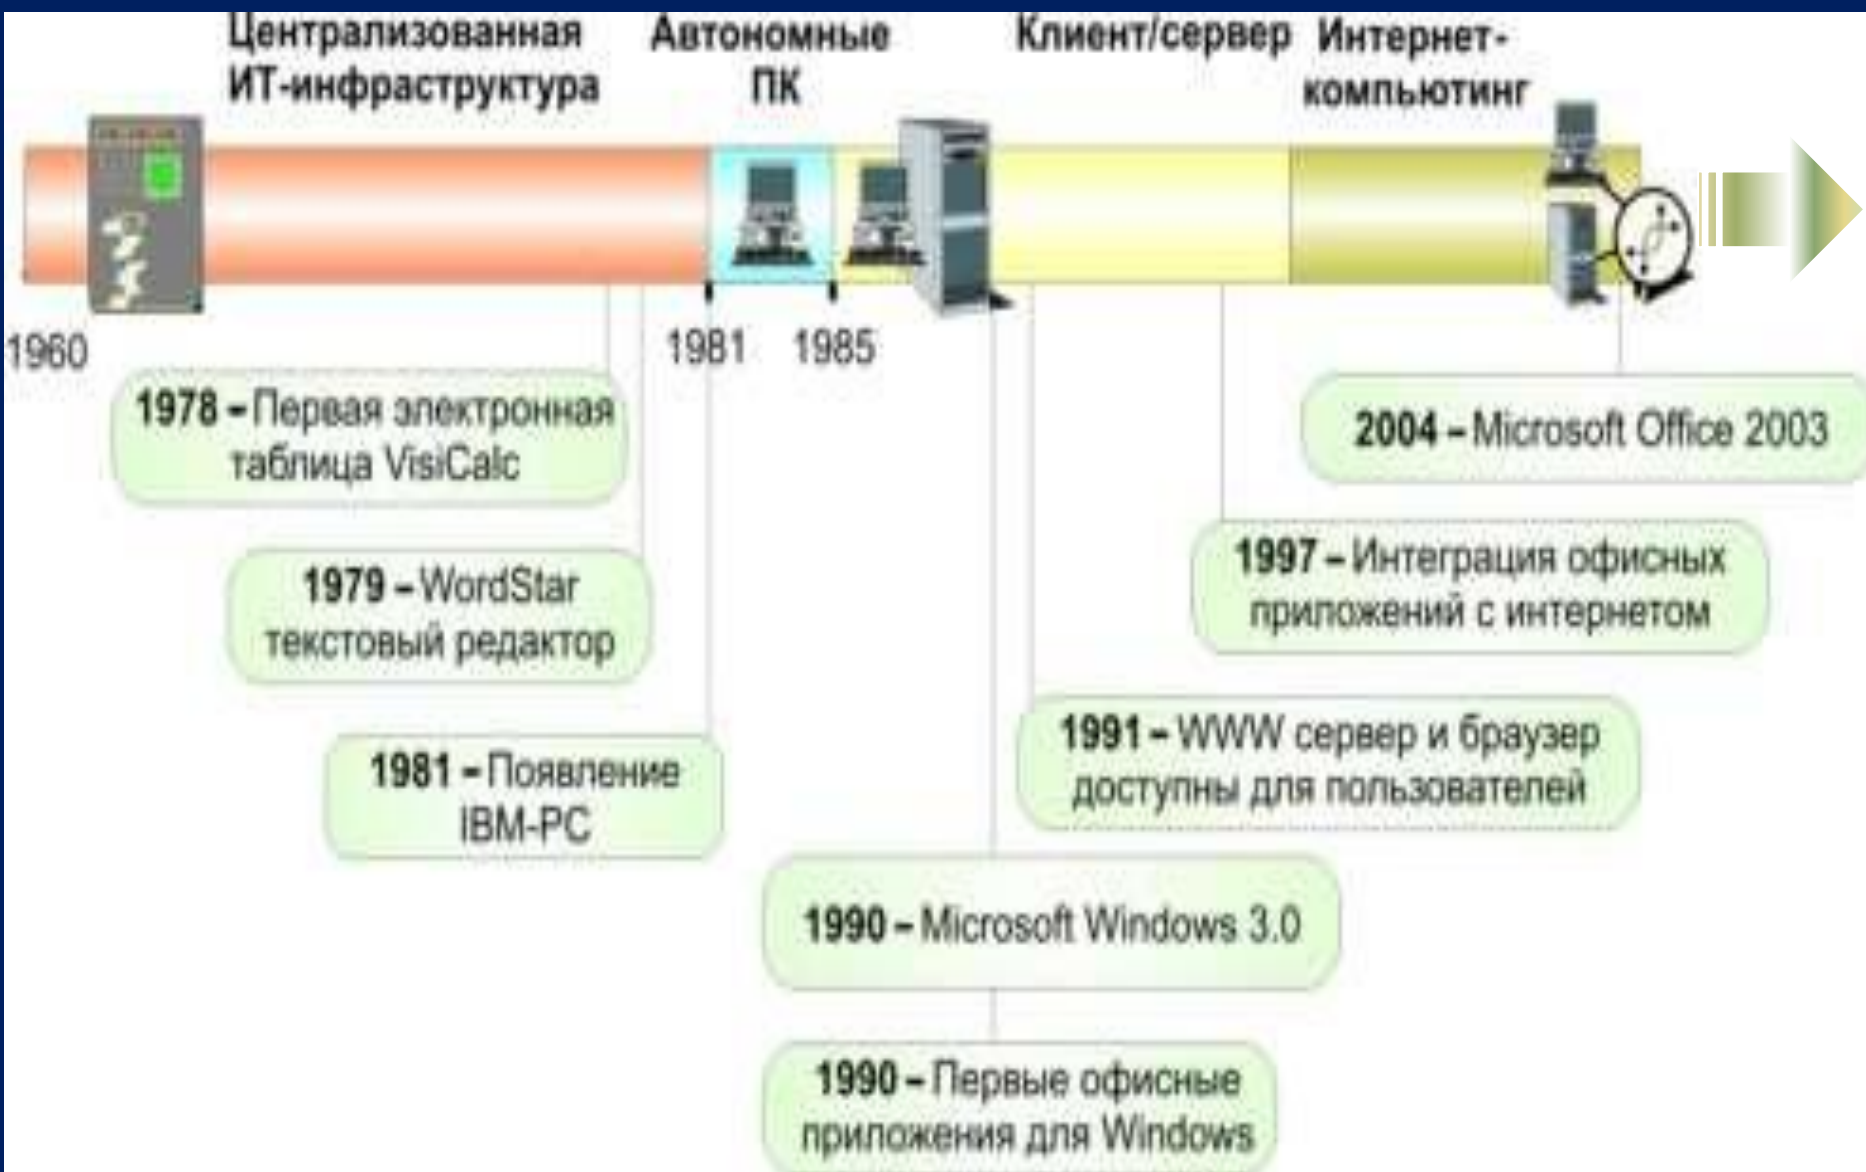 Централизованная
ИТ-инфраструктура
Автономные
ПК
Клиент/сервер
Интернет-
компьютинг
1960
1981
1985
1978 – Первая электронная
таблица VisiCalc
2004 – Microsoft Office 2003
1979 – WordStar
текстовый редактор
1997 – Интеграция офисных
приложений с интернетом
1981 – Появление
IBM-PC
1991 – WWW сервер и браузер
доступны для пользователей
1990 – Microsoft Windows 3.0
1990 – Первые офисные
приложения для Windows